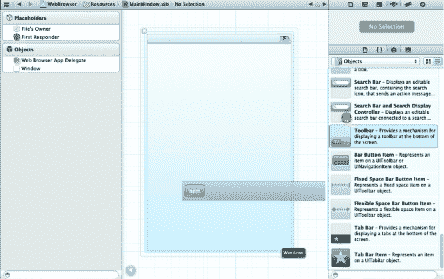 WebBrowser
Resources
MainWindow.xib
No Selection
Placeholders
File's Owner
First Responder
Objects
Web Browser App Delegate
Window
No Selection
Objects
Search Bar - Displays an editable
search bar, containing the search
icon, that sends an action message...
Search Bar and Search Display
Controller - Displays an editable
search bar connected to a search...
Toolbar - Provides a mechanism for
displaying a toolbar at the bottom of
the screen.
Bar Button Item - Represents an
item on a UIToolbar or
UINavigationItem object.
Fixed Space Bar Button Item -
Represents a fixed space item on a
UIToolbar object.
Flexible Space Bar Button Item -
Represents a flexible space item on a
UIToolbar object.
Tab Bar - Provides a mechanism for
displaying a tabs at the bottom of the
screen.
Tab Bar Item - Represents an item
on a UITabBar object.